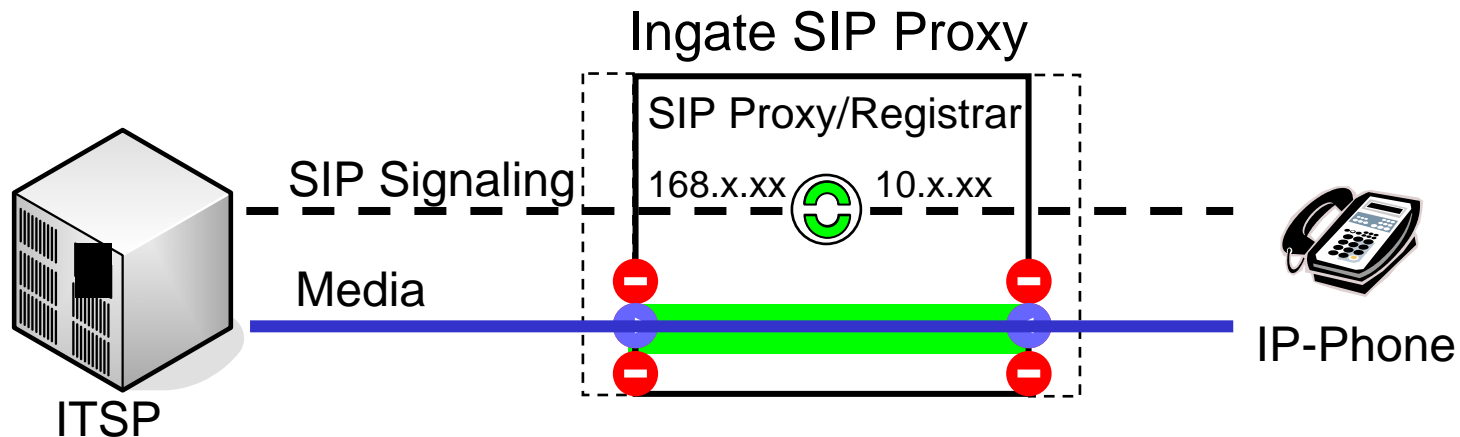 Ingate SIP Proxy
SIP Proxy/Registrar
SIP Signaling
168.x.xx
10.x.xx
Media
IP-Phone
ITSP